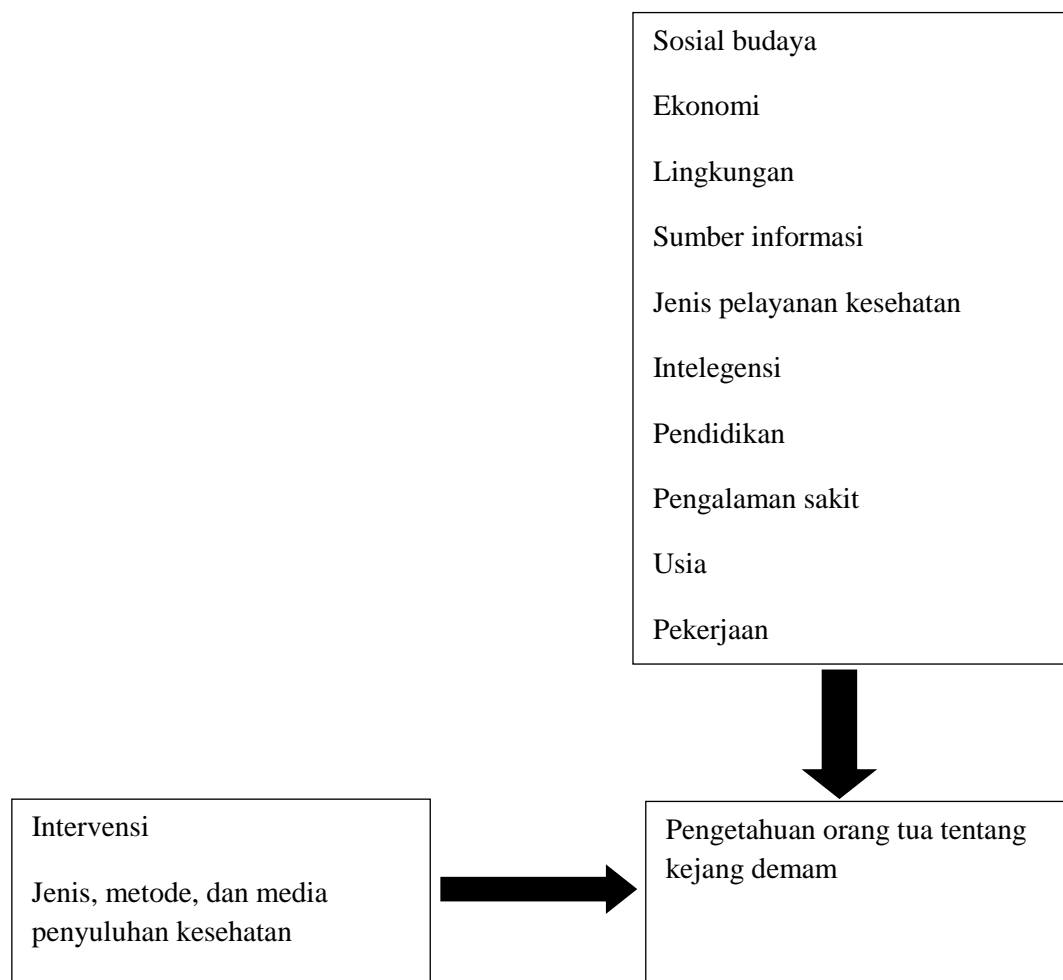 Sosial budaya
Ekonomi
Lingkungan
Sumber informasi
Jenis pelayanan kesehatan
Intelegensi
Pendidikan
Pengalaman sakit
Usia
Pekerjaan
Intervensi
Jenis, metode, dan media
penyuluhan kesehatan
Pengetahuan orang tua tentang
kejang demam